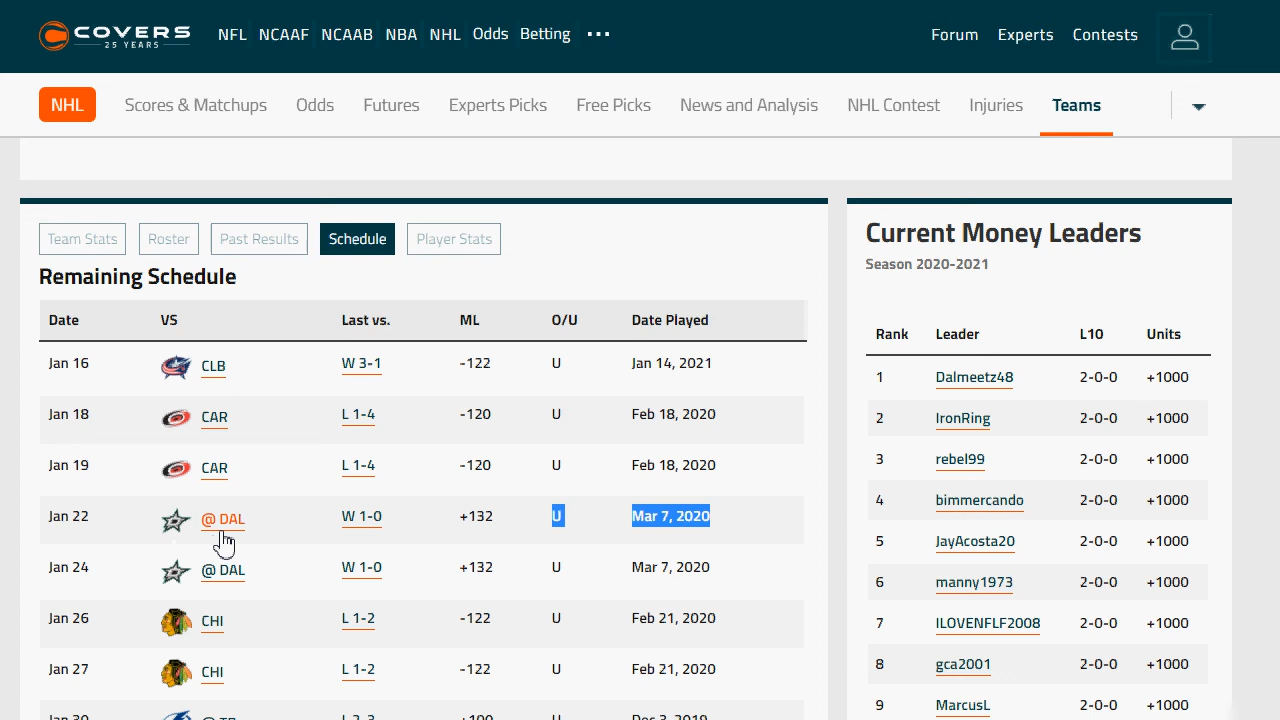 COVERS
25 YEARS
NFL NCAAF NCAAB NBA NHL Odds Betting
Forum Experts Contests
NHL Scores & Matchups Odds Futures Experts Picks Free Picks News and Analysis NHL Contest Injuries Teams
Team Stats Roster Past Results Schedule Player Stats
Remaining Schedule
Date VS Last vs. ML O/U Date Played
Jan 16 CLB W 3-1 -122 U Jan 14, 2021
Jan 18 CAR L 1-4 -120 U Feb 18, 2020
Jan 19 CAR L 1-4 -120 U Feb 18, 2020
Jan 22 @ DAL W 1-0 +132 U Mar 7, 2020
Jan 24 @ DAL W 1-0 +132 U Mar 7, 2020
Jan 26 CHI L 1-2 -122 U Feb 21, 2020
Jan 27 CHI L 1-2 -122 U Feb 21, 2020
Jan 30
Current Money Leaders
Season 2020-2021
Rank Leader L10 Units
1 Dalmeetz48 2-0-0 +1000
2 IronRing 2-0-0 +1000
3 rebel99 2-0-0 +1000
4 bimmercando 2-0-0 +1000
5 JayAcosta20 2-0-0 +1000
6 manny1973 2-0-0 +1000
7 ILOVENFLF2008 2-0-0 +1000
8 gca2001 2-0-0 +1000
9 MarcusL 2-0-0 +1000